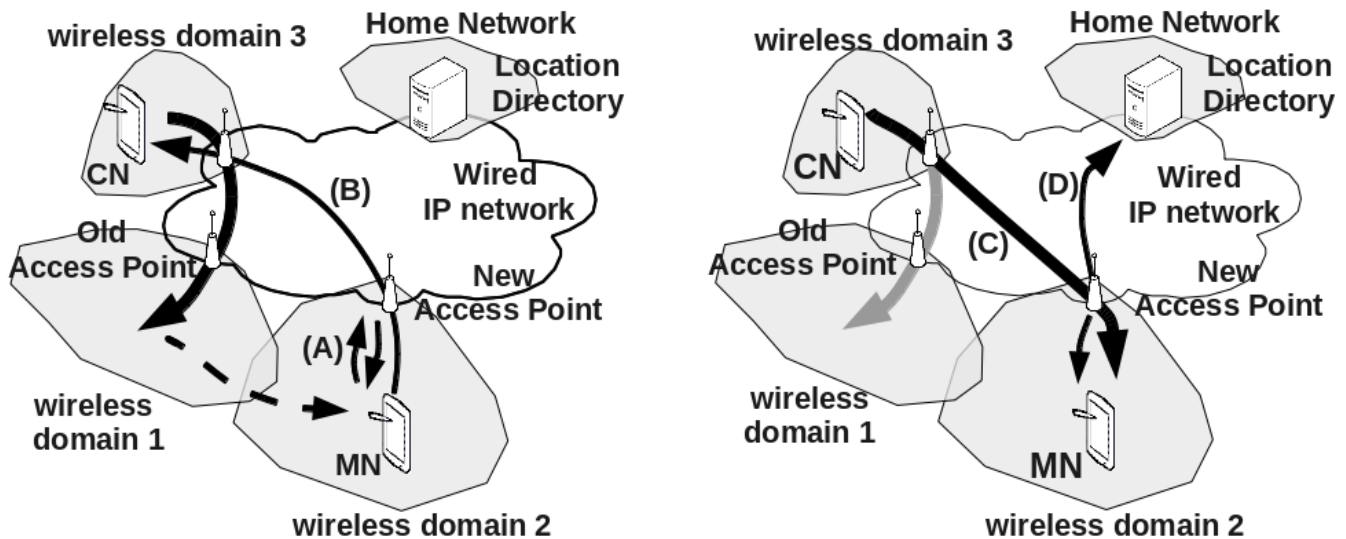 wireless domain 3
Home Network
Location
Directory
CN
(B)
Wired
IP network
Old
Access Point
New
Access Point
(A)
wireless
domain 1
MN
wireless domain 2
wireless domain 3
Home Network
Location
Directory
CN
(D)
Wired
IP network
Old
Access Point
(C)
New
Access Point
wireless
domain 1
MN
wireless domain 2